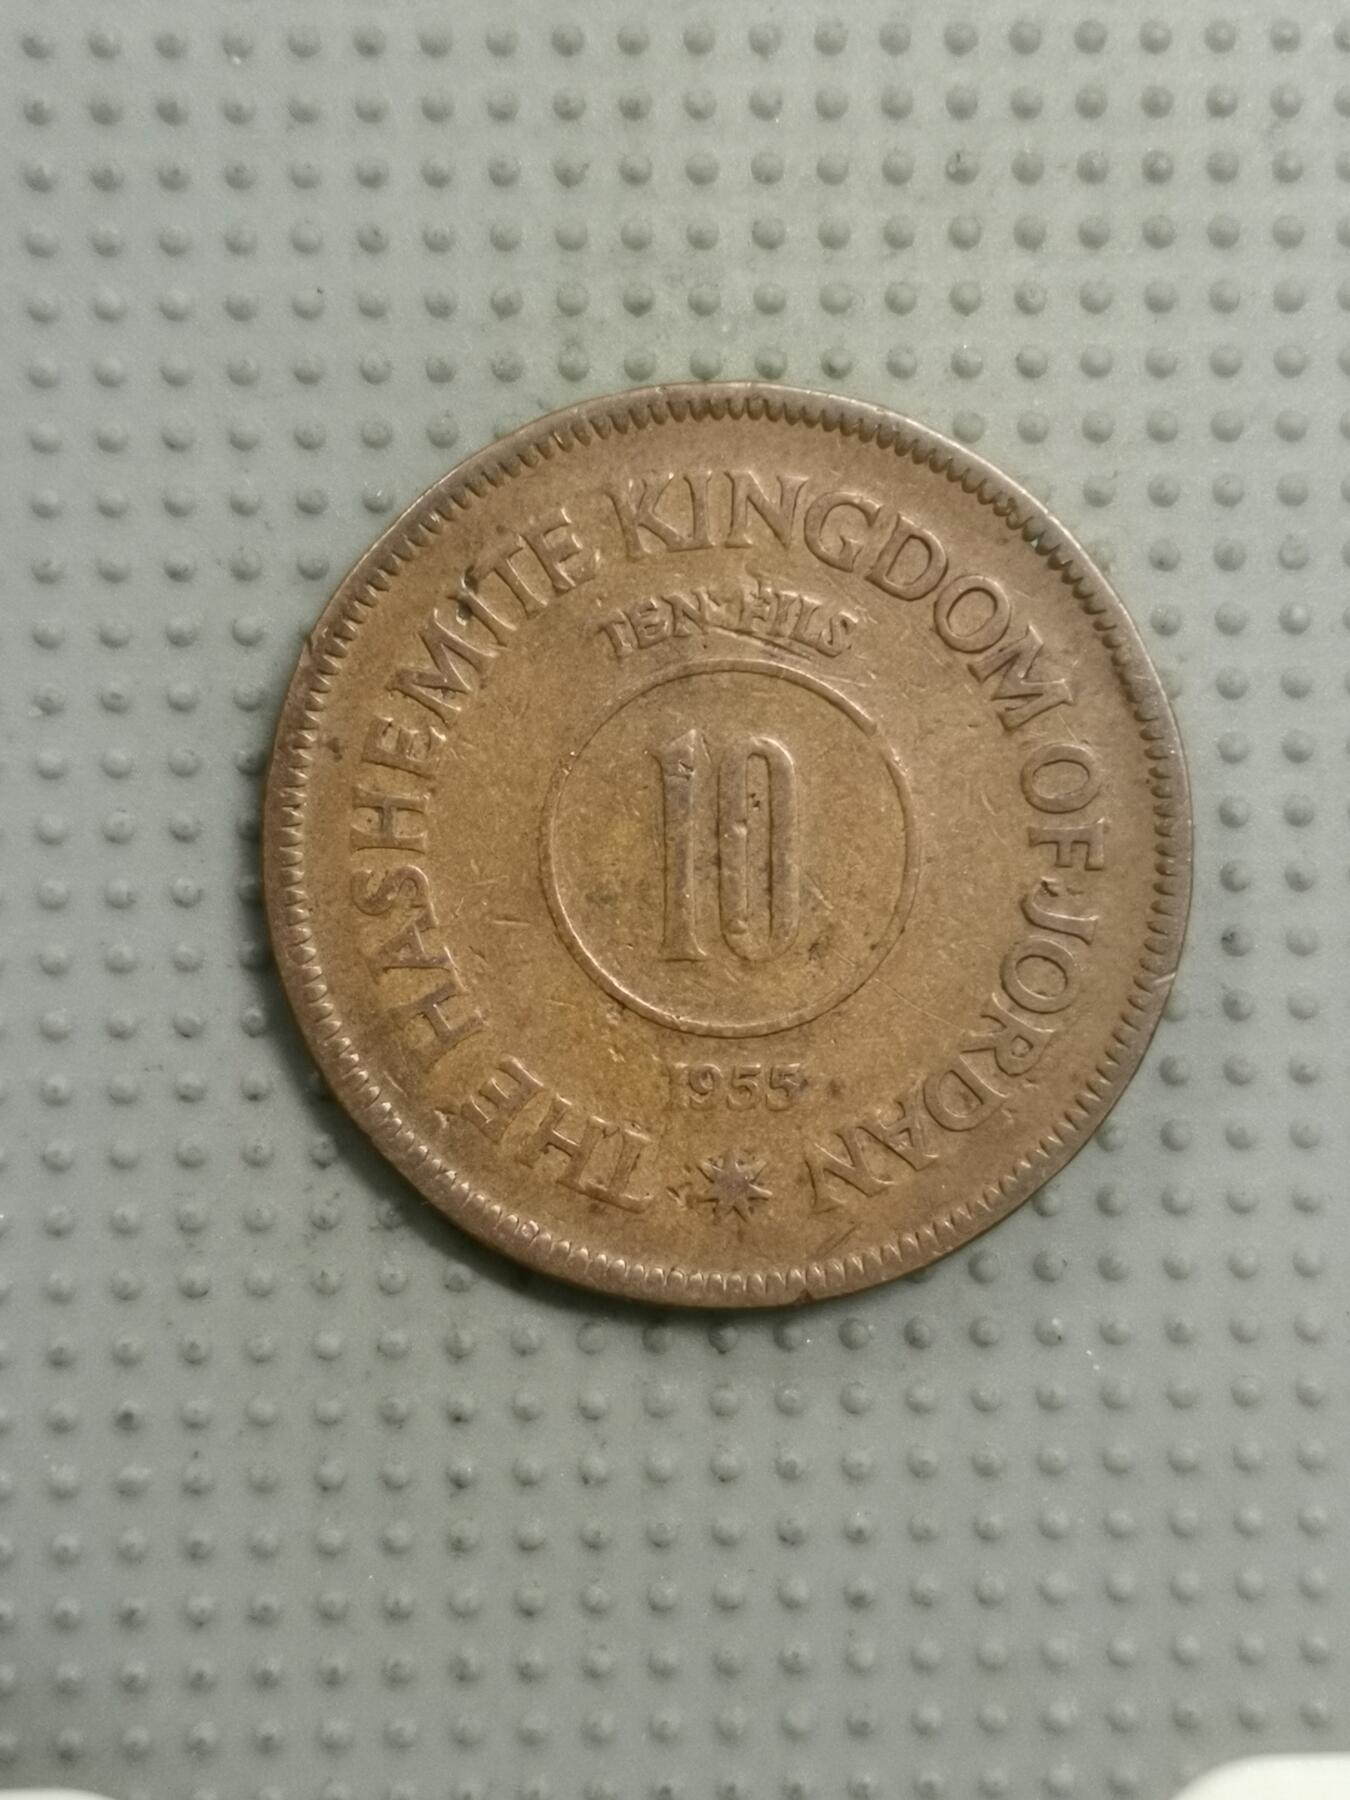 THE HASHEMITE KINGDOM OF JORDAN
TEN FILS
10
1955